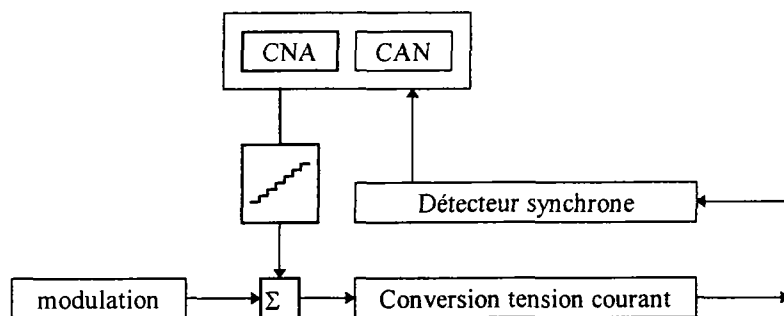 CNA
CAN
Détecteur synchrone
modulation
Σ
Conversion tension courant